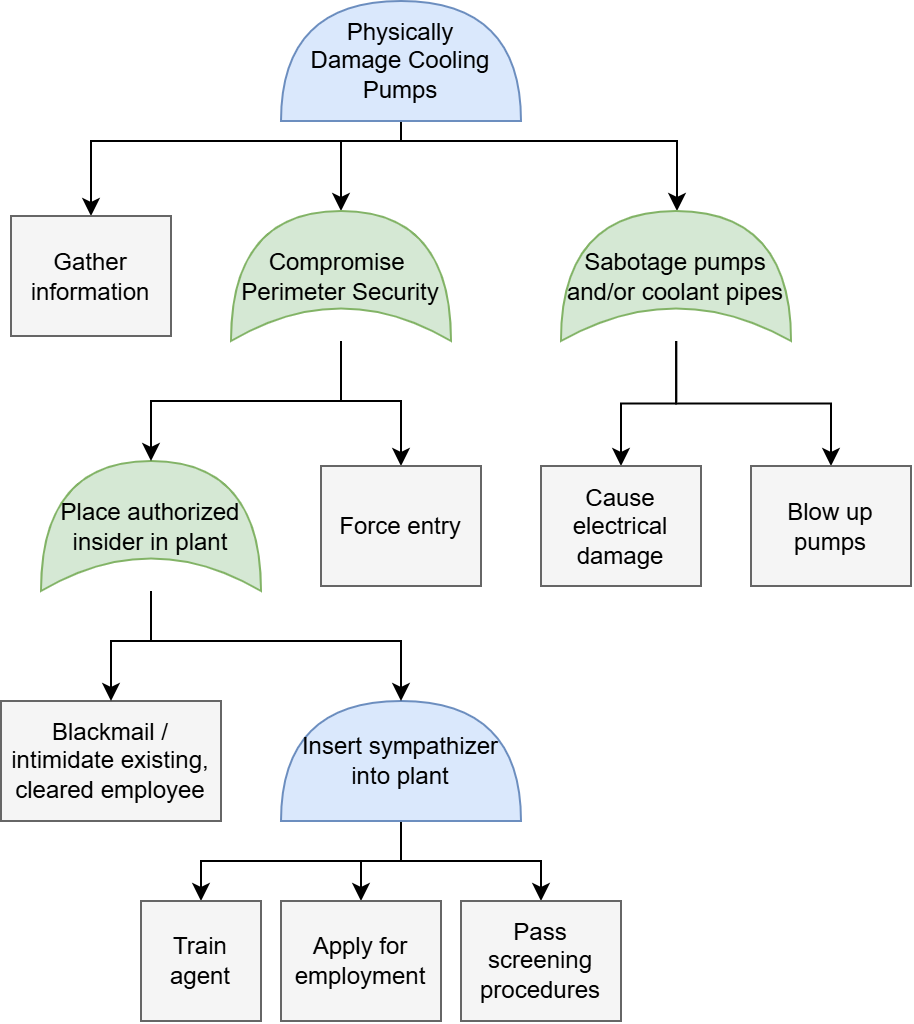 Physically
Damage Cooling
Pumps
Gather
information
Compromise
Perimeter Security
Sabotage pumps
and/or coolant pipes
Place authorized
insider in plant
Force entry
Cause
electrical
damage
Blow up
pumps
Blackmail /
intimidate existing,
cleared employee
Insert sympathizer
into plant
Train
agent
Apply for
employment
Pass
screening
procedures